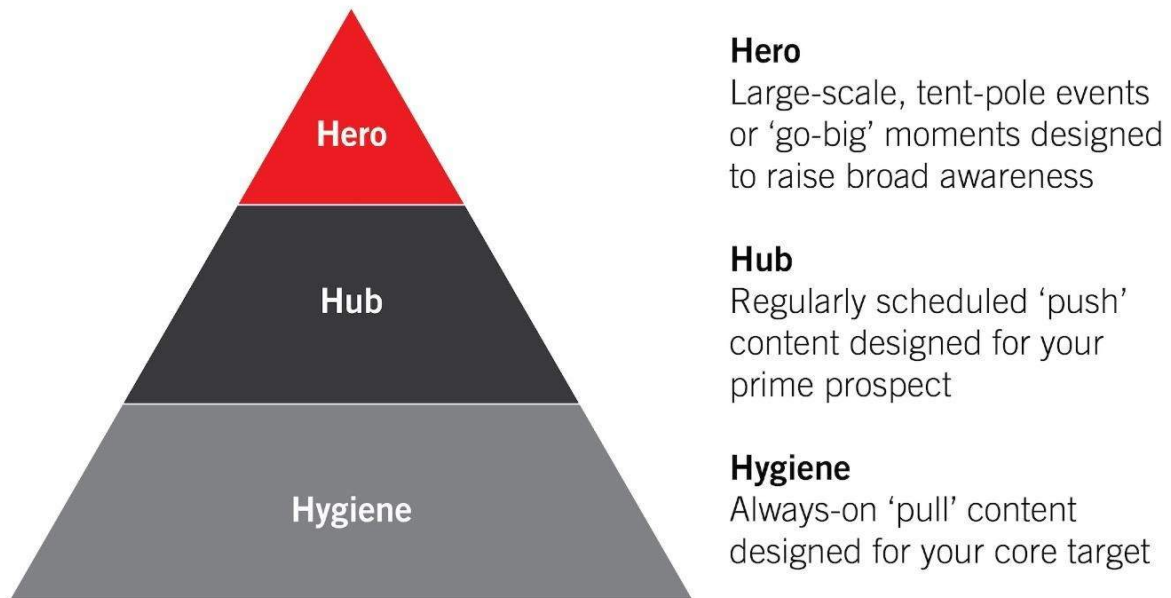 Hero
Hub
Hygiene
Hero
Large-scale, tent-pole events
or ‘go-big’ moments designed
to raise broad awareness
Hub
Regularly scheduled ‘push’
content designed for your
prime prospect
Hygiene
Always-on ‘pull’ content
designed for your core target